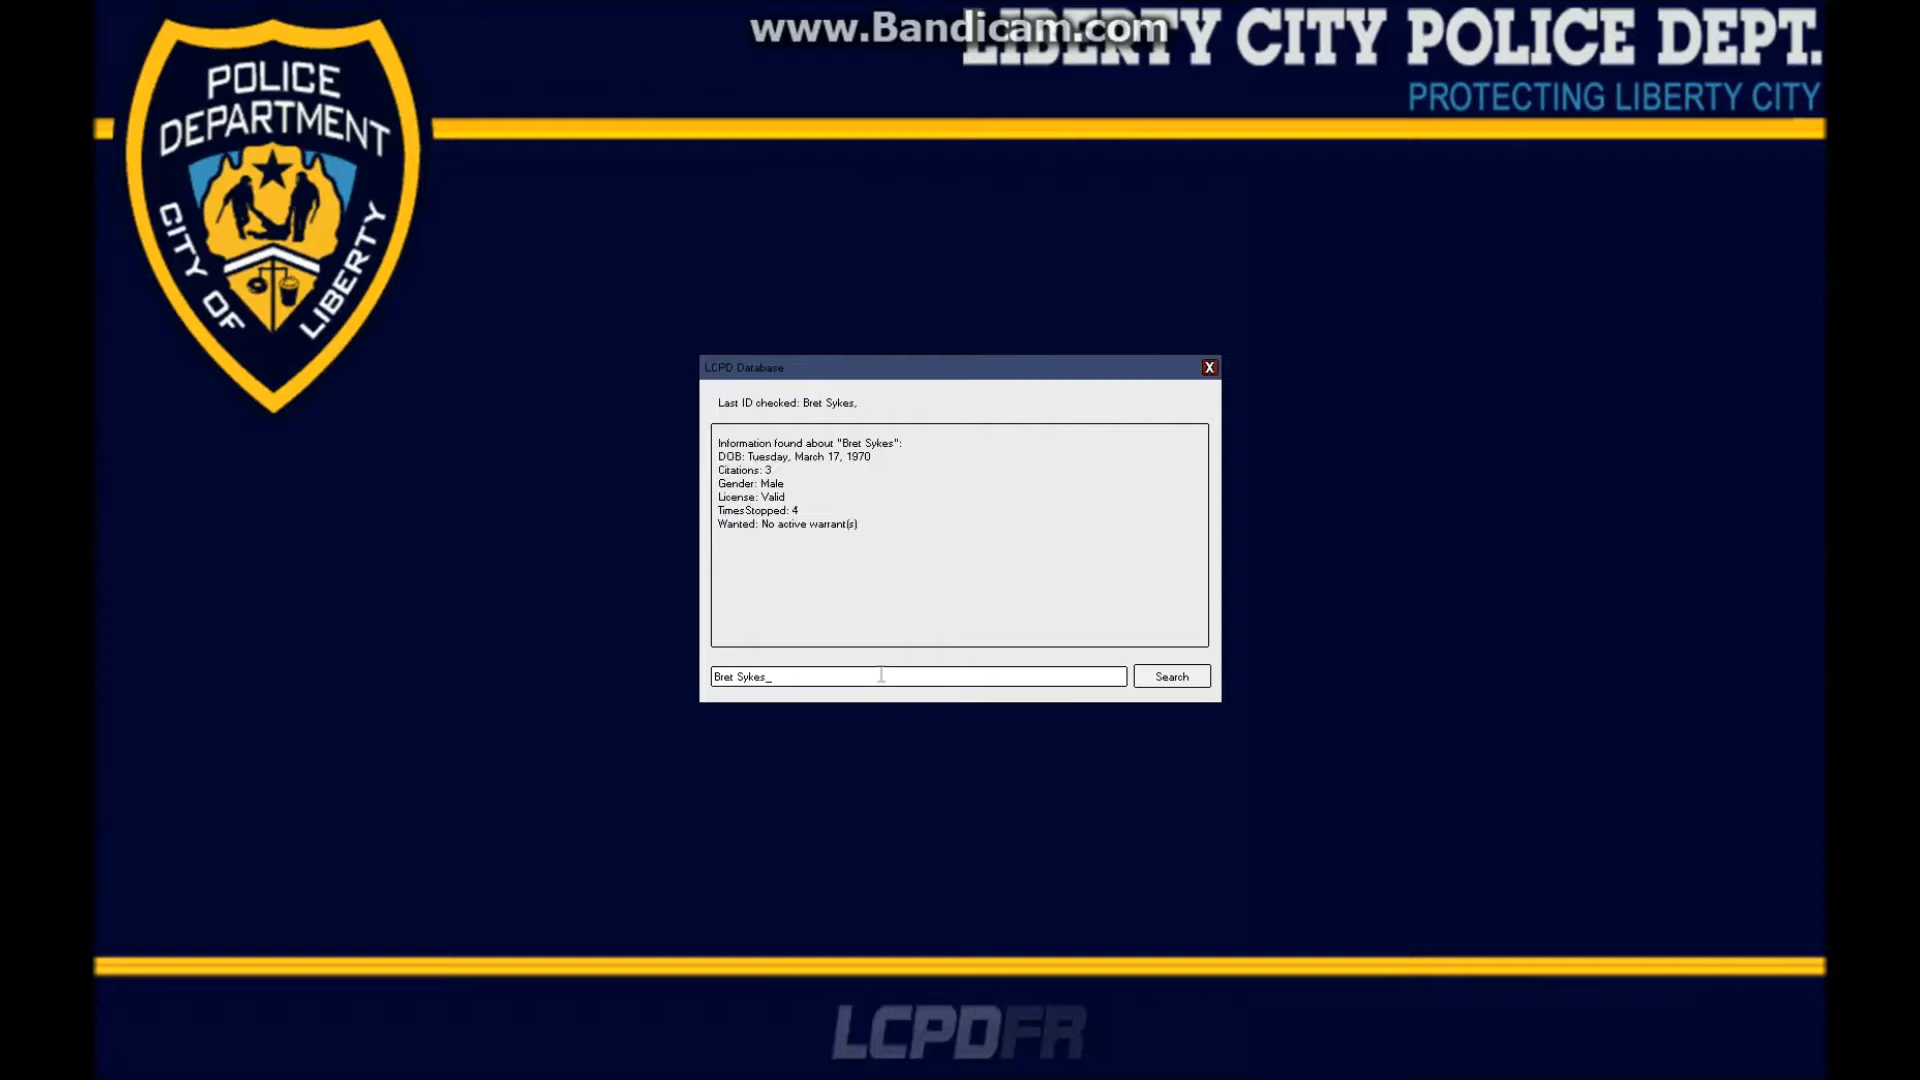 www.Bandicam.com
LIBERTY CITY POLICE DEPT.
PROTECTING LIBERTY CITY
POLICE
DEPARTMENT
CITY OF LIBERTY
LCPD Database
X
Last ID checked: Bret Sykes,
Information found about "Bret Sykes":
DOB: Tuesday, March 17, 1970
Citations: 3
Gender: Male
License: Valid
TimesStopped: 4
Wanted: No active warrant(s)
Bret Sykes_
Search
LCPDFR